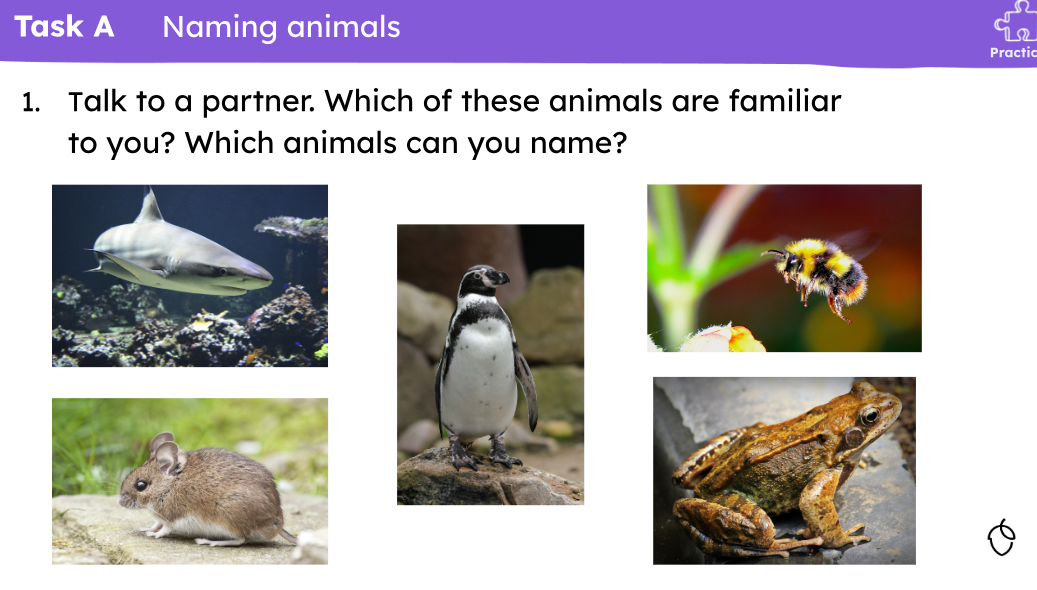 Task A Naming animals
Practic
1. Talk to a partner. Which of these animals are familiar
to you? Which animals can you name?